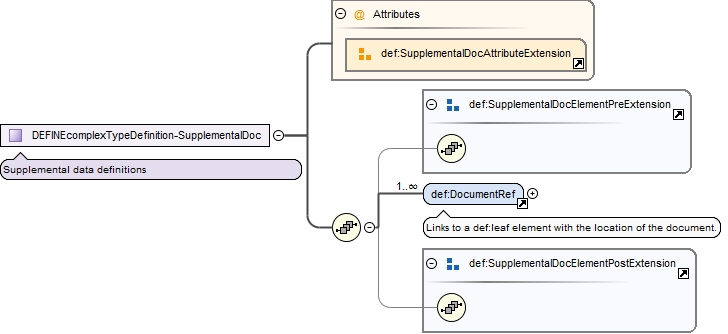 Attributes
def:SupplementalDocAttributeExtension
def:SupplementalDocElementPreExtension
DEFINEcomplexTypeDefinition-SupplementalDoc
Supplemental data definitions
1..∞
def:DocumentRef
Links to a def:leaf element with the location of the document.
def:SupplementalDocElementPostExtension